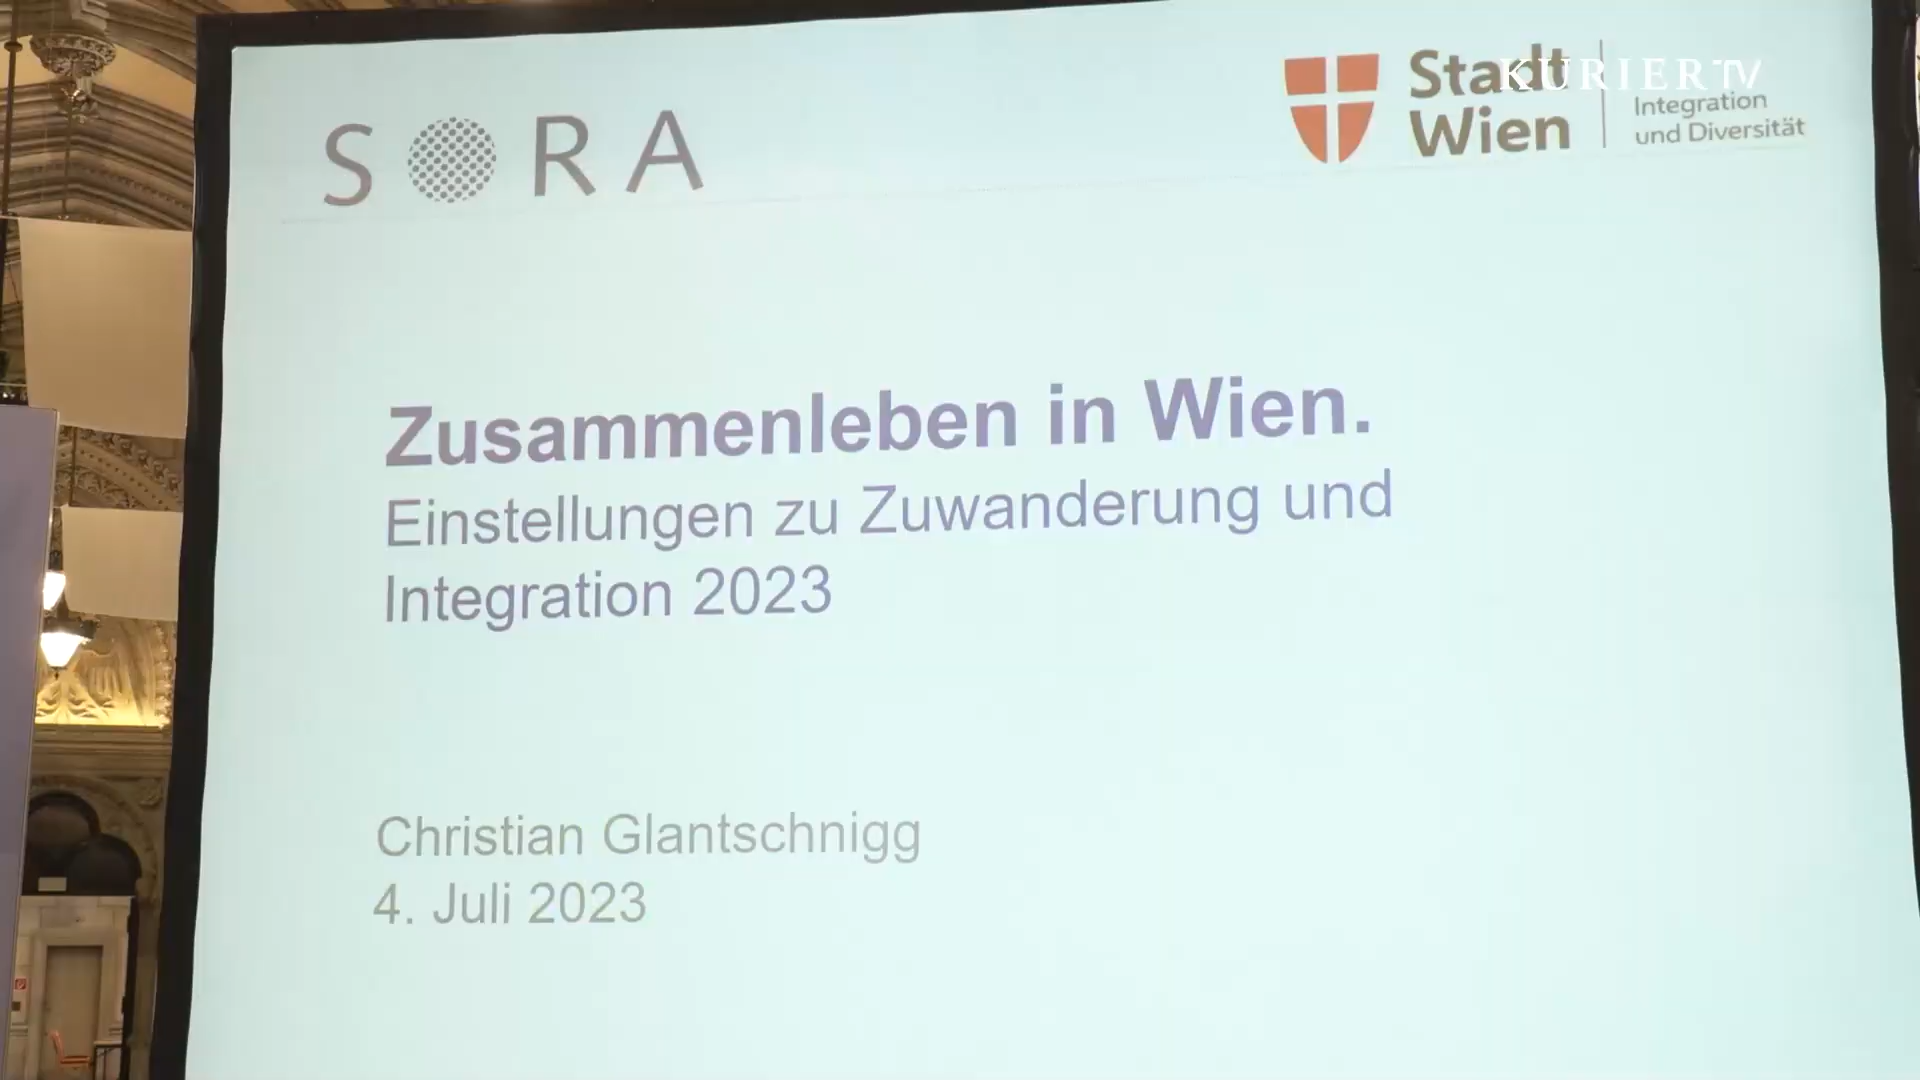 SORA
Stadt
Wien
Integration
und Diversität
KURIER TV
Zusammenleben in Wien.
Einstellungen zu Zuwanderung und
Integration 2023
Christian Glantschnigg
4. Juli 2023